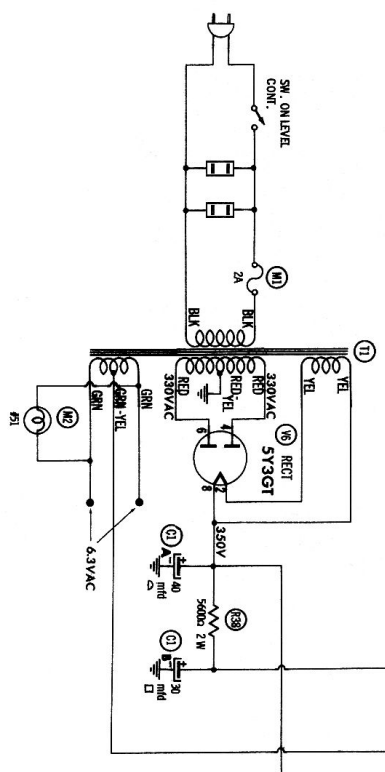 SW. ON LEVEL
CONT.
M1
2A
BLK
BLK
T1
RED
330VAC
RED-
YEL
RED
330VAC
YEL
YEL
GRN
GRN-YEL
GRN
M2
#51
6.3VAC
V6
RECT
5Y3GT
6
4
8
2
350V
C1
A
+
-
40
mfd
R38
5600Ω
2 W
C1
B
+
-
30
mfd